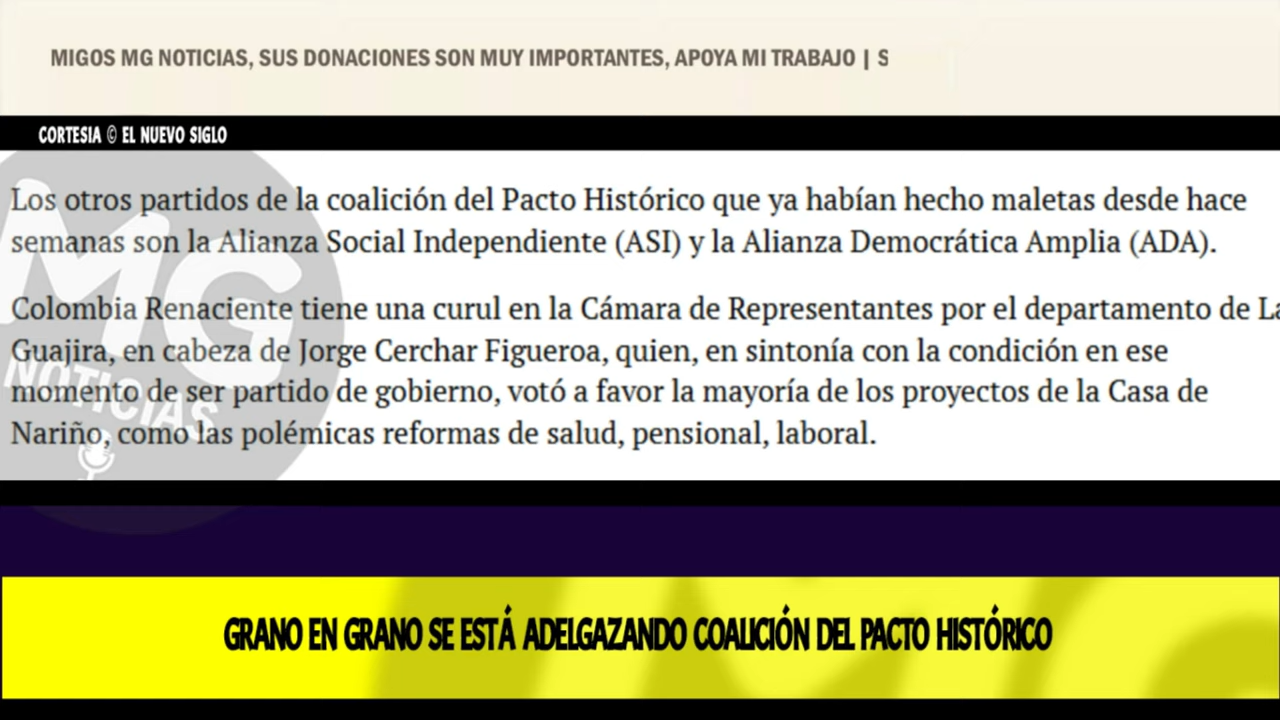 MIGOS MG NOTICIAS, SUS DONACIONES SON MUY IMPORTANTES, APOYA MI TRABAJO | S
CORTESIA © EL NUEVO SIGLO
Los otros partidos de la coalición del Pacto Histórico que ya habían hecho maletas desde hace
semanas son la Alianza Social Independiente (ASI) y la Alianza Democrática Amplia (ADA).
Colombia Renaciente tiene una curul en la Cámara de Representantes por el departamento de La
Guajira, en cabeza de Jorge Cerchar Figueroa, quien, en sintonía con la condición en ese
momento de ser partido de gobierno, votó a favor la mayoría de los proyectos de la Casa de
Nariño, como las polémicas reformas de salud, pensional, laboral.
MG
NOTICIAS
GRANO EN GRANO SE ESTÁ ADELGAZANDO COALICIÓN DEL PACTO HISTÓRICO